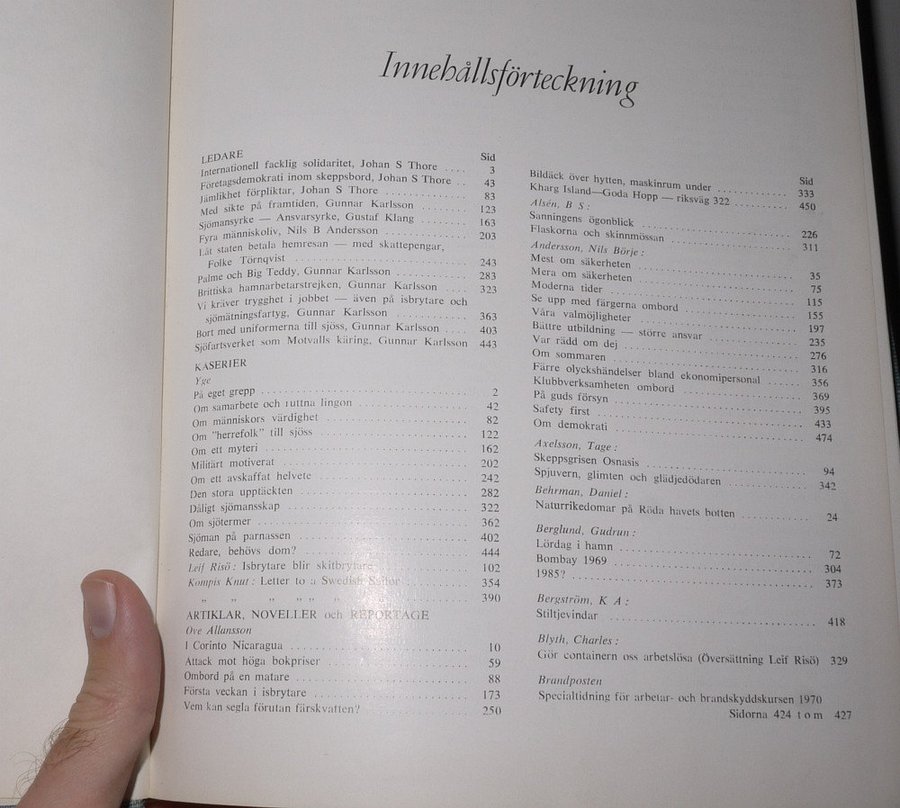 Innehållsförteckning
LEDARE
Sid
Internationell facklig solidaritet, Johan S Thore .... 3
Företagsdemokrati inom skeppsbord, Johan S Thore .. 43
Jämlikhet förpliktar, Johan S Thore .......... 83
Med sikte på framtiden, Gunnar Karlsson .......... 123
Sjömansyrke — Ansvarsyrke, Gustaf Klang ........ 163
Fyra människoliv, Nils B Andersson .............. 203
Låt staten betala hemresan — med skattepengar,
Folke Törnqvist .............................. 243
Palme och Big Teddy, Gunnar Karlsson ............ 283
Brittiska hamnarbetarstrejken, Gunnar Karlsson ...... 323
Vi kräver trygghet i jobbet — även på isbrytare och
sjömätningsfartyg, Gunnar Karlsson .............. 363
Bort med uniformerna till sjöss, Gunnar Karlsson .... 403
Sjöfartsverket som Motvalls käring, Gunnar Karlsson 443
KÅSERIER
Yge
På eget grepp .................................... 2
Om samarbete och ruttna lingon .................. 42
Om människors värdighet ........................ 82
Om "herrefolk" till sjöss ........................ 122
Om ett myteri .................................. 162
Militärt motiverat .............................. 202
Om ett avskaffat helvete ........................ 242
Den stora upptäckten ............................ 282
Dåligt sjömansskap .............................. 322
Om sjötermer .................................... 362
Sjöman på parnassen ............................ 402
Redare, behövs dom? ............................ 444
Leif Risö: Isbrytare blir skitbrytare .............. 102
Kompis Knut: Letter to a Swedish Sailor .......... 354
„ „ „ „ „ „ „ .......... 390
ARTIKLAR, NOVELLER och REPORTAGE
Ove Allansson
I Corinto Nicaragua .............................. 10
Attack mot höga bokpriser ........................ 59
Ombord på en matare ............................ 88
Första veckan i isbrytare ........................ 173
Vem kan segla förutan färskvatten? ................ 250
Sid
Bildäck över hytten, maskinrum under ............ 333
Kharg Island—Goda Hopp — riksväg 322 .......... 450
Alsén, B S:
Sanningens ögonblick ............................ 226
Flaskorna och skinnmössan ...................... 311
Andersson, Nils Börje:
Mest om säkerheten .............................. 35
Mera om säkerheten .............................. 75
Moderna tider .................................. 115
Se upp med färgerna ombord .................... 155
Våra valmöjligheter .............................. 197
Bättre utbildning — större ansvar ................ 235
Var rädd om dej ................................ 276
Om sommaren .................................. 316
Färre olyckshändelser bland ekonomipersonal ...... 356
Klubbverksamheten ombord ...................... 369
På guds försyn .................................. 395
Safety first ...................................... 433
Om demokrati .................................. 474
Axelsson, Tage:
Skeppsgrisen Osnasis ............................ 94
Spjuvern, glimten och glädjedödaren .............. 342
Behrman, Daniel:
Naturrikedomar på Röda havets botten ............ 24
Berglund, Gudrun:
Lördag i hamn .................................. 72
Bombay 1969 .................................... 304
1985? .......................................... 373
Bergström, K A:
Stiltjevindar .................................... 418
Blyth, Charles:
Gör containern oss arbetslösa (Översättning Leif Risö) 329
Brandposten
Specialtidning för arbetar- och brandskyddskursen 1970
Sidorna 424 t o m 427